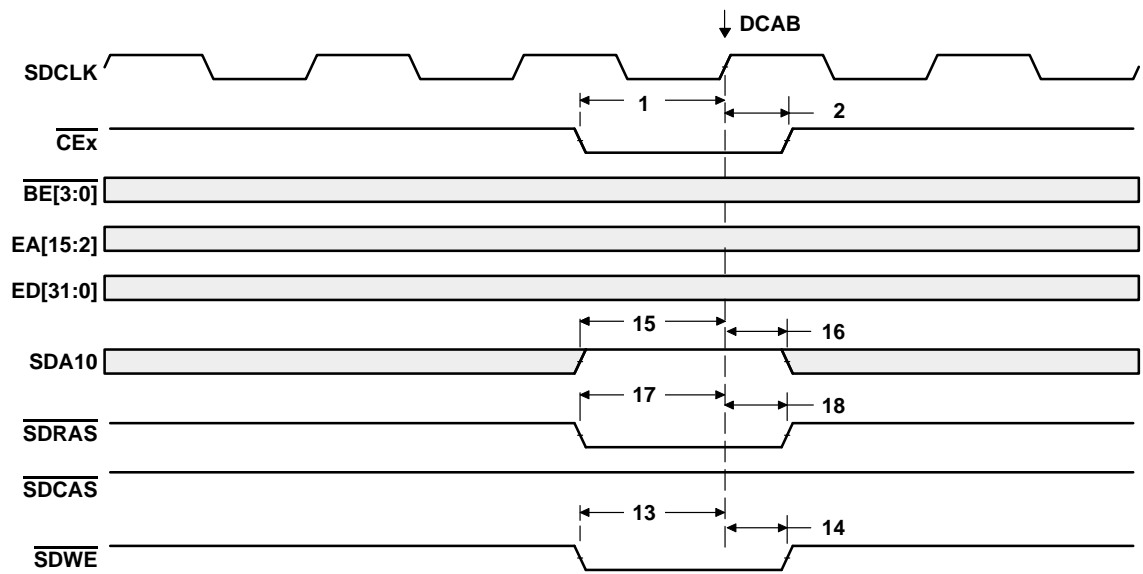 DCAB
SDCLK
1 2
CEx
BE[3:0]
EA[15:2]
ED[31:0]
15 16
SDA10
17 18
SDRAS
SDCAS
13 14
SDWE